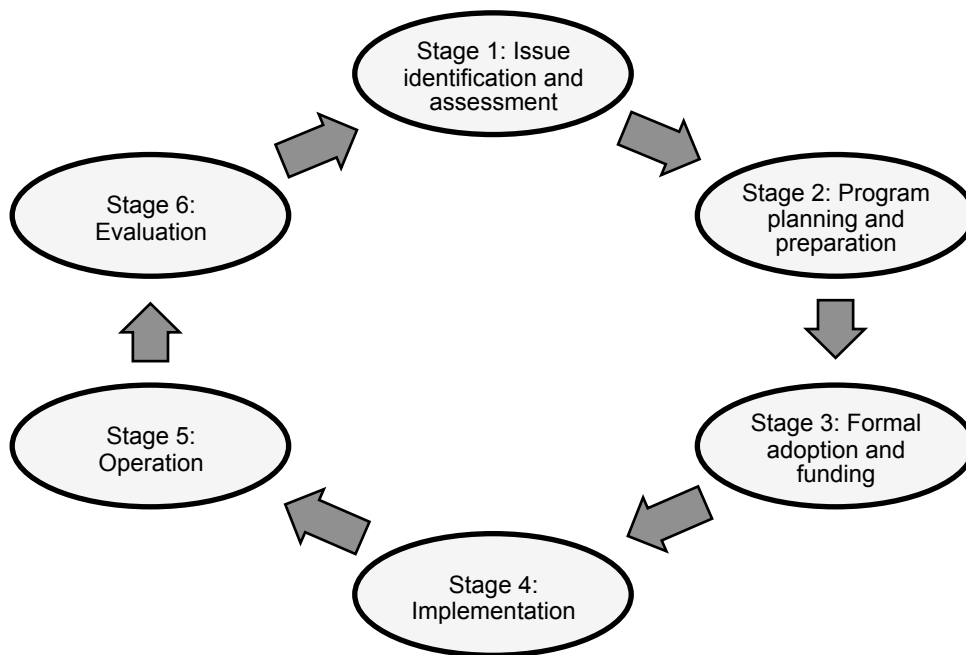 Stage 1: Issue
identification and
assessment
Stage 2: Program
planning and
preparation
Stage 3: Formal
adoption and
funding
Stage 4:
Implementation
Stage 5:
Operation
Stage 6:
Evaluation